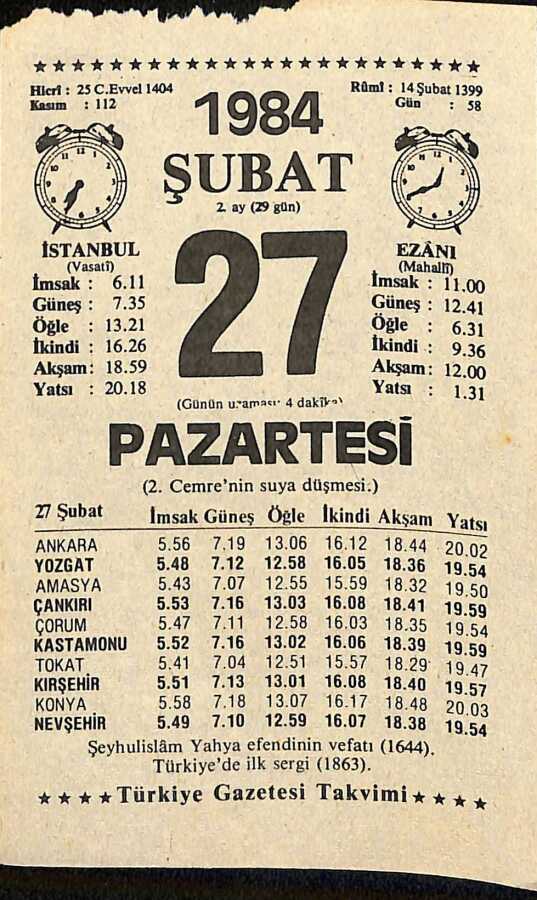 ★★★★★★★★★★★★★★★★★★★★★★★★
Hicrî : 25 C.Evvel 1404
Kasım : 112
Rûmî : 14 Şubat 1399
Gün : 58
1984
ŞUBAT
2. ay (29 gün)
27
İSTANBUL
(Vasatî)
İmsak : 6.11
Güneş : 7.35
Öğle : 13.21
İkindi : 16.26
Akşam: 18.59
Yatsı : 20.18
EZÂNI
(Mahallî)
İmsak : 11.00
Güneş : 12.41
Öğle : 6.31
İkindi : 9.36
Akşam: 12.00
Yatsı : 1.31
(Günün 4
PAZARTESİ
(2. Cemre'nin suya düşmesi.)
27 Şubat İmsak Güneş Öğle İkindi Akşam Yatsı
ANKARA 5.56 7.19 13.06 16.12 18.44 20.02
YOZGAT 5.48 7.12 12.58 16.05 18.36 19.54
AMASYA 5.43 7.07 12.55 15.59 18.32 19.50
ÇANKIRI 5.53 7.16 13.03 16.08 18.41 19.59
ÇORUM 5.47 7.11 12.58 16.03 18.35 19.54
KASTAMONU 5.52 7.16 13.02 16.06 18.39 19.59
TOKAT 5.41 7.04 12.51 15.57 18.29 19.47
KIRŞEHİR 5.51 7.13 13.01 16.08 18.40 19.57
KONYA 5.58 7.18 13.07 16.17 18.48 20.03
NEVŞEHİR 5.49 7.10 12.59 16.07 18.38 19.54
Şeyhulislâm Yahya efendinin vefatı (1644).
Türkiye'de ilk sergi (1863).
★★★★Türkiye Gazetesi Takvimi★★★★